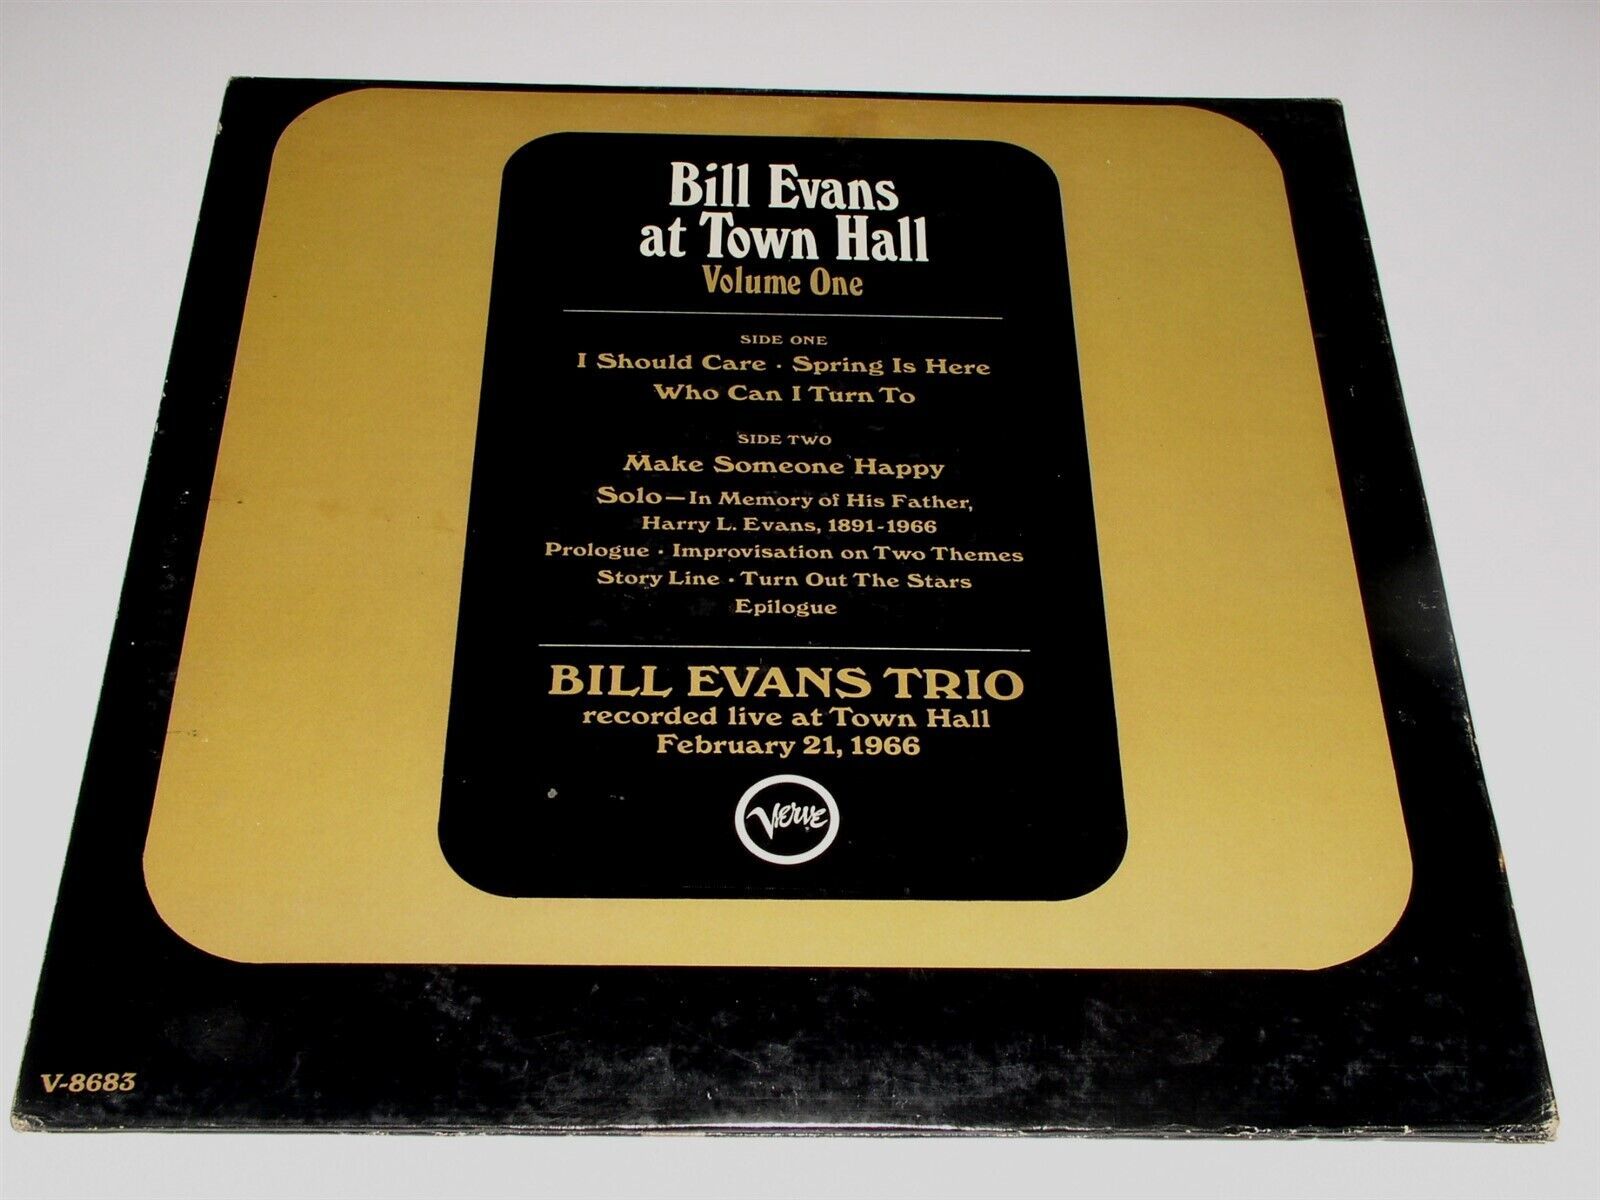 Bill Evans
at Town Hall
Volume One
SIDE ONE
I Should Care · Spring Is Here
Who Can I Turn To
SIDE TWO
Make Someone Happy
Solo—In Memory of His Father,
Harry L. Evans, 1891-1966
Prologue · Improvisation on Two Themes
Story Line · Turn Out The Stars
Epilogue
BILL EVANS TRIO
recorded live at Town Hall
February 21, 1966
Verve
V-8683